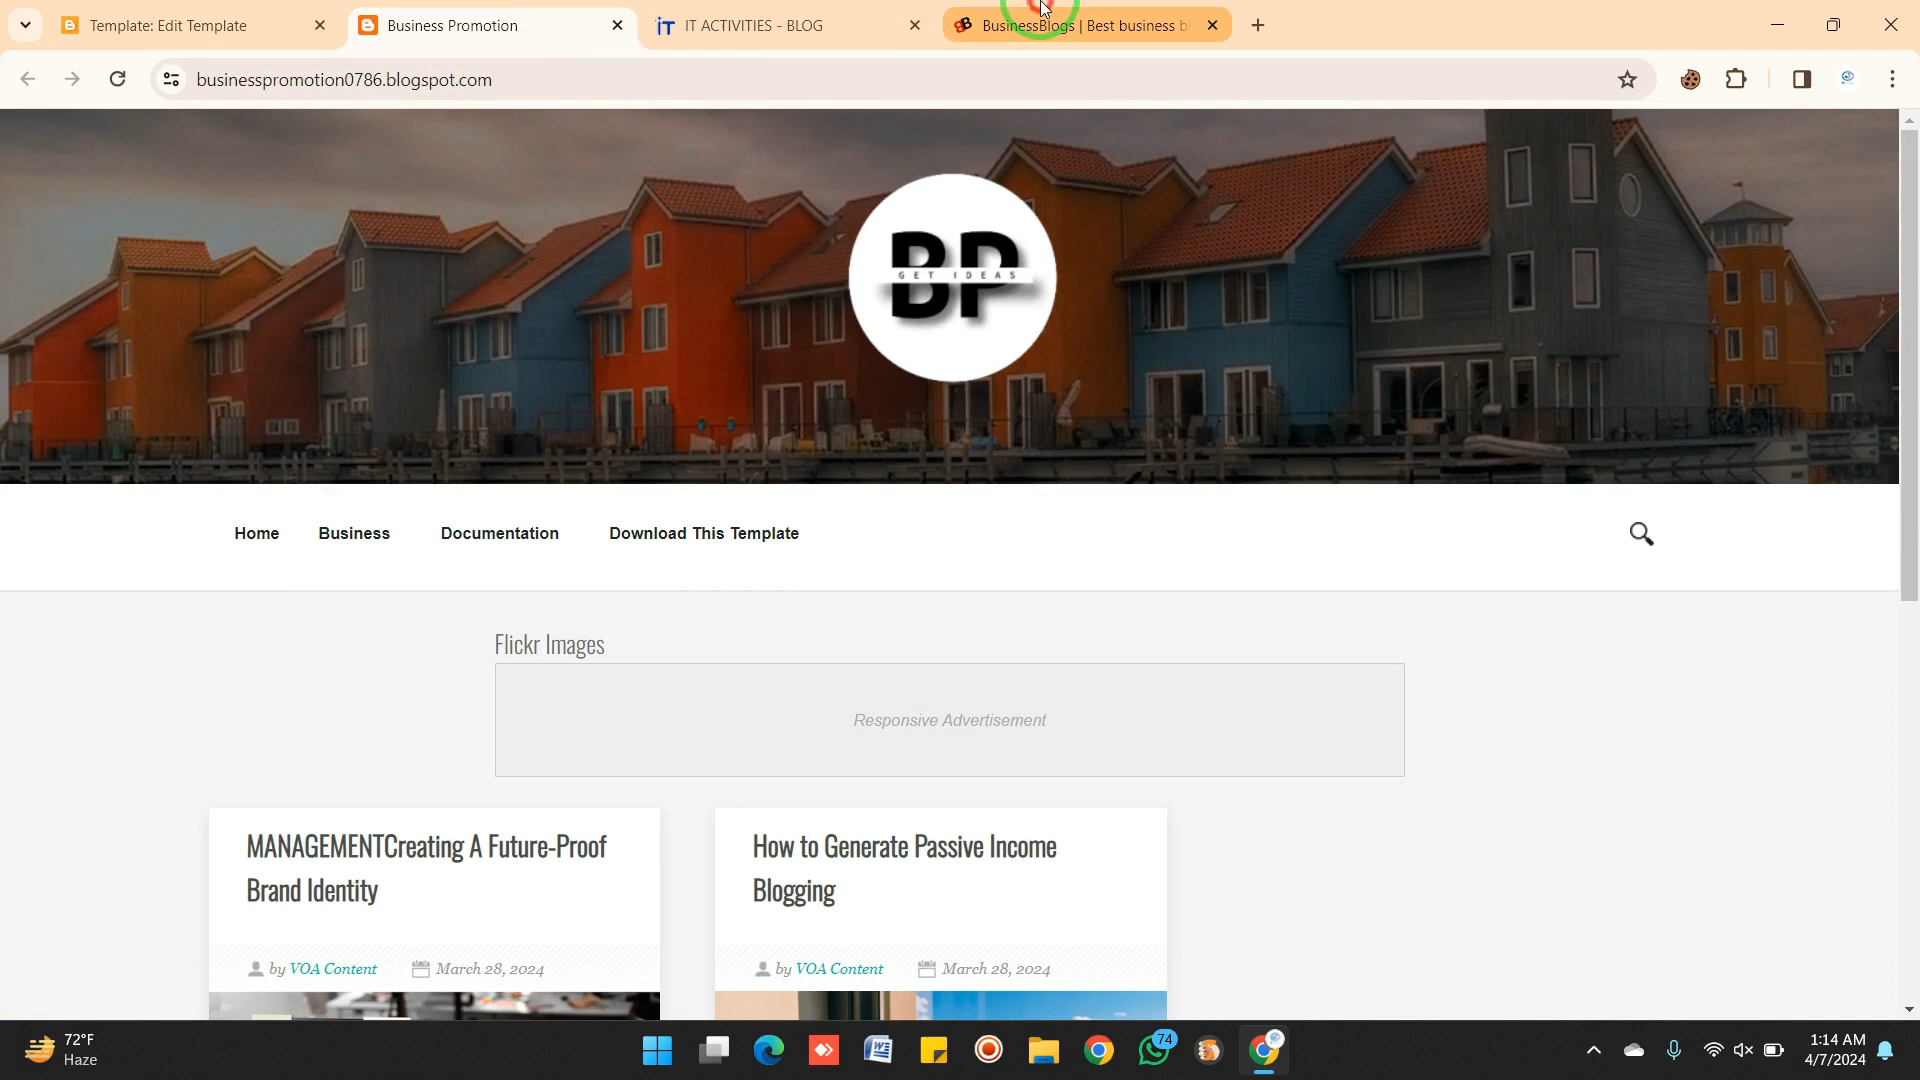 Template: Edit Template
Business Promotion
IT ACTIVITIES - BLOG
BusinessBlogs | Best business b
businesspromotion0786.blogspot.com
BP
GET IDEAS
Home
Business
Documentation
Download This Template
Flickr Images
Responsive Advertisement
MANAGEMENTCreating A Future-Proof
Brand Identity
by VOA Content
March 28, 2024
How to Generate Passive Income
Blogging
by VOA Content
March 28, 2024
72°F
Haze
74
1:14 AM
4/7/2024